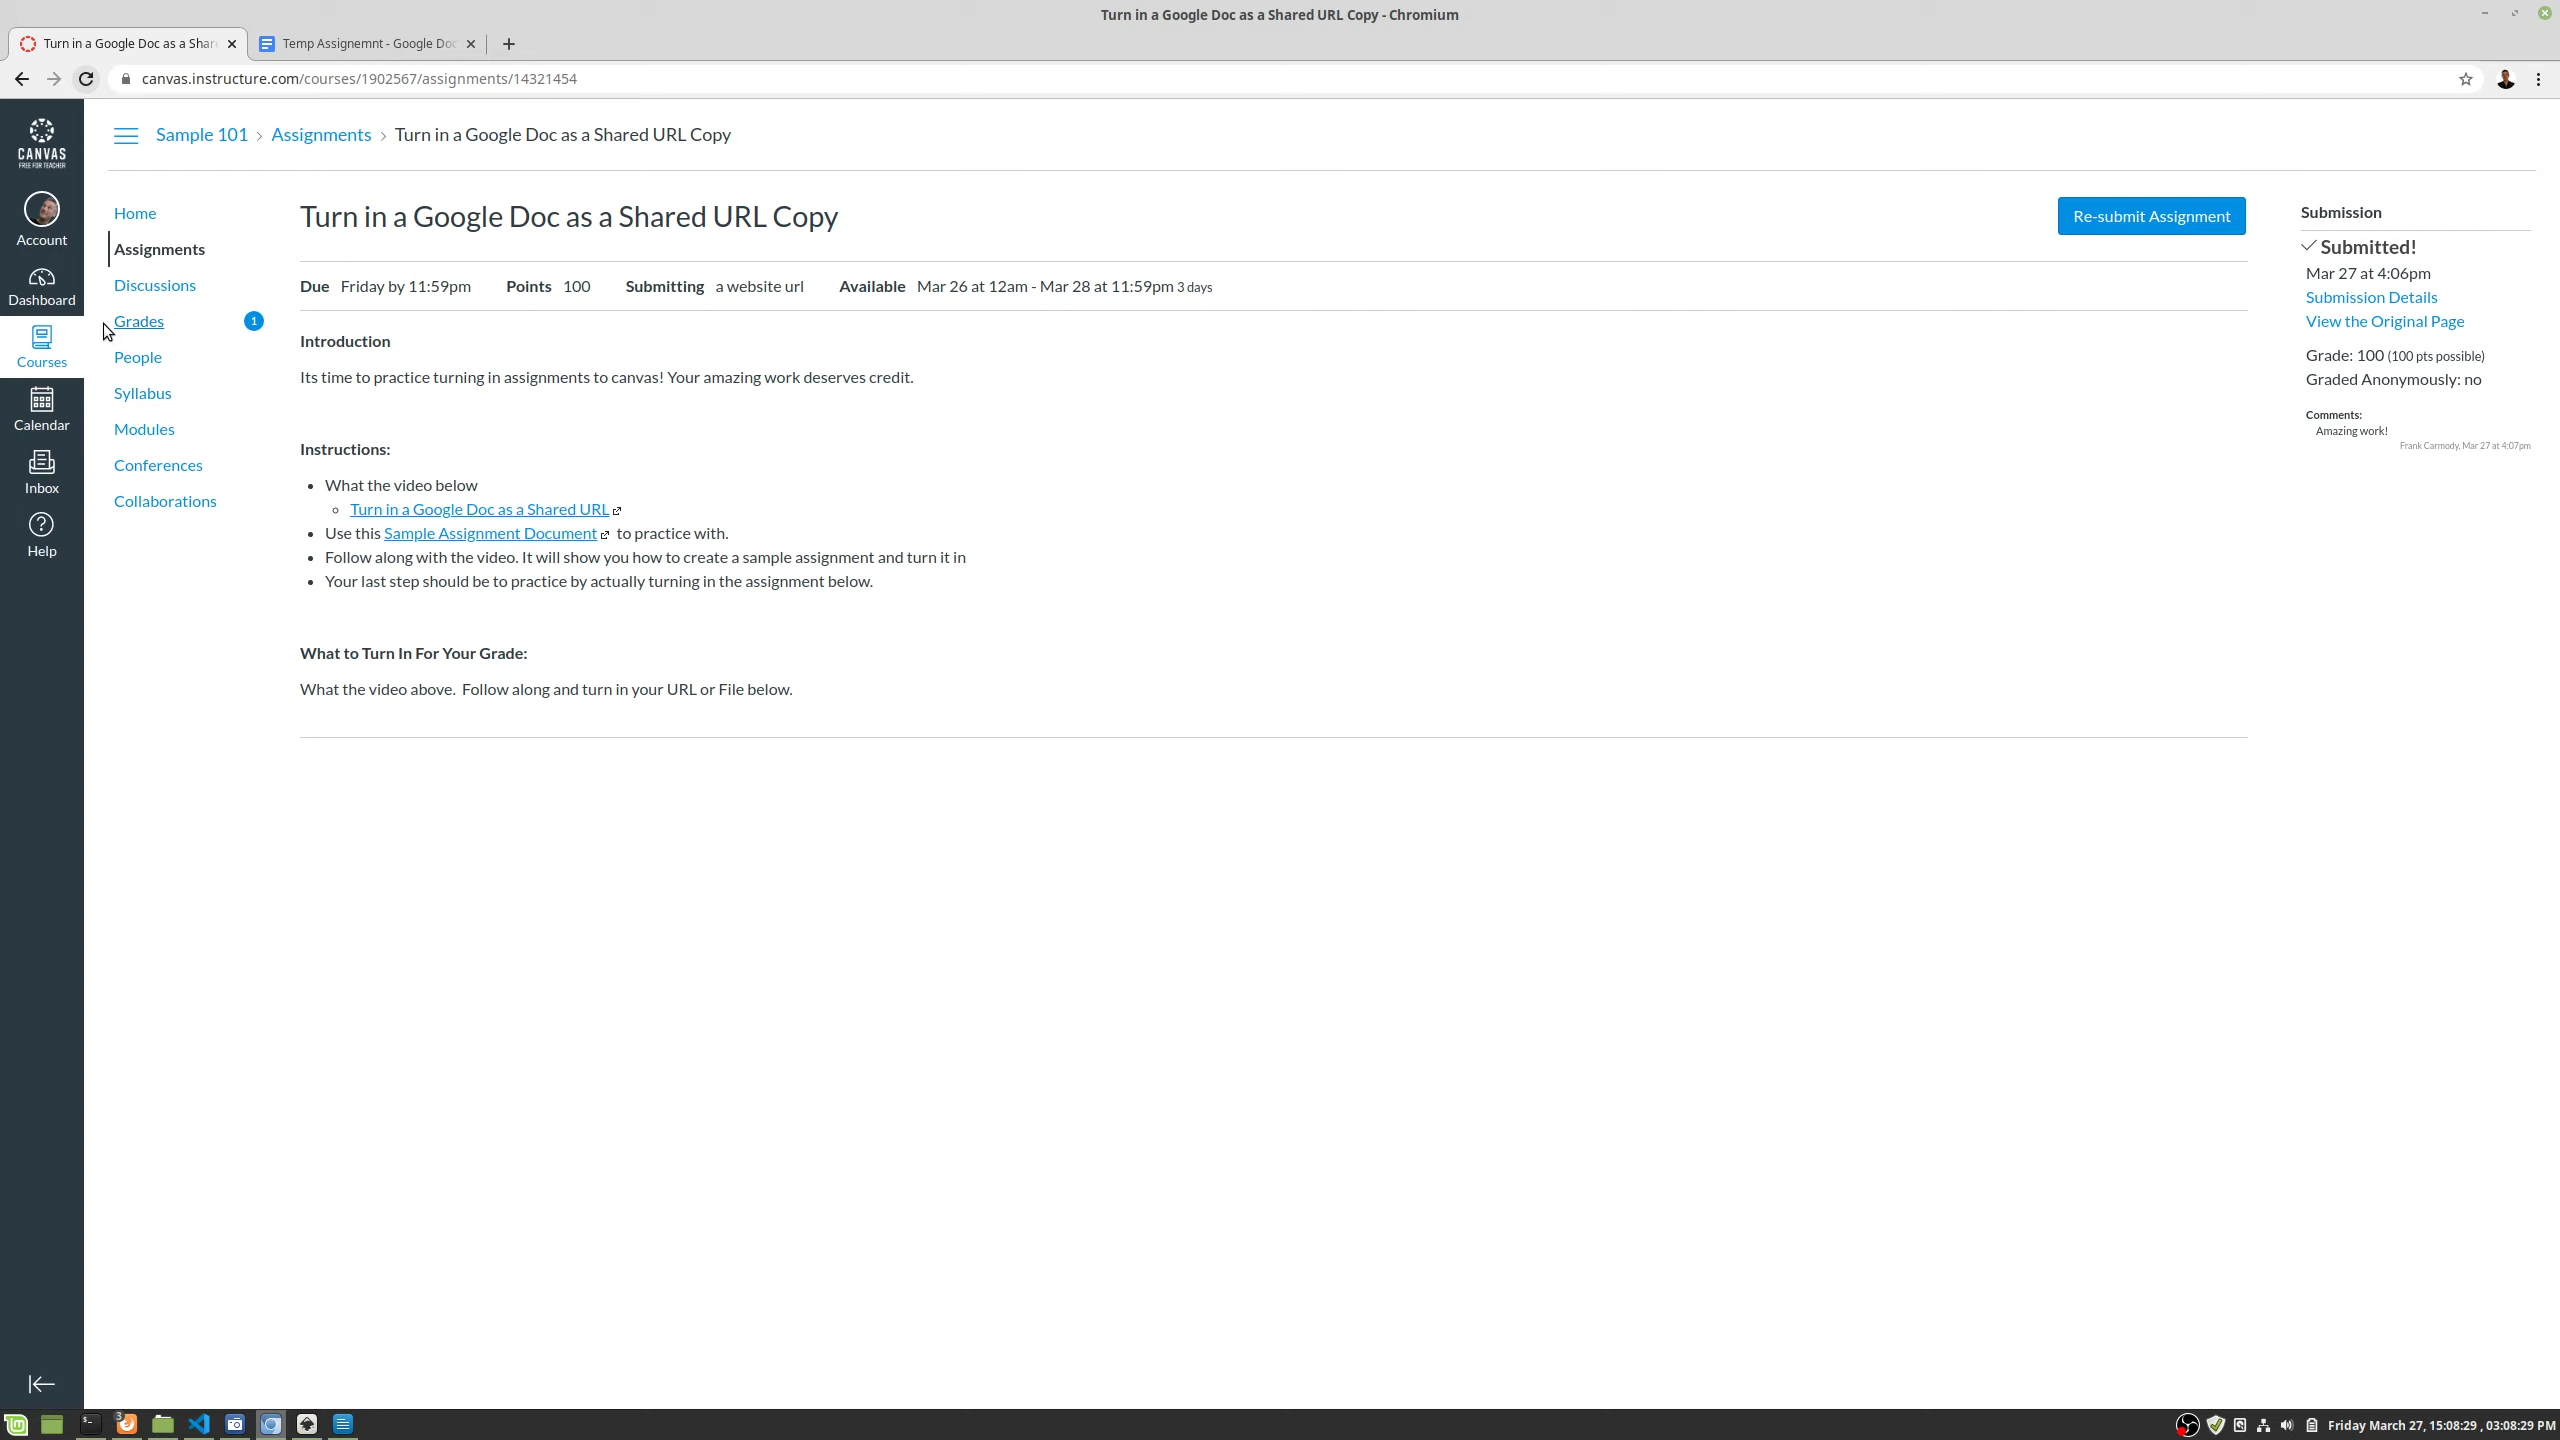 Turn in a Google Doc as a Shared URL Copy - Chromium
Turn in a Google Doc as a Shar
Temp Assignemnt - Google Doc
canvas.instructure.com/courses/1902567/assignments/14321454
CANVAS
FREE FOR TEACHER
Account
Dashboard
Courses
Calendar
Inbox
Help
Sample 101 › Assignments › Turn in a Google Doc as a Shared URL Copy
Home
Assignments
Discussions
Grades 1
People
Syllabus
Modules
Conferences
Collaborations
Turn in a Google Doc as a Shared URL Copy
Re-submit Assignment
Due Friday by 11:59pm Points 100 Submitting a website url Available Mar 26 at 12am - Mar 28 at 11:59pm 3 days
Introduction
Its time to practice turning in assignments to canvas! Your amazing work deserves credit.
Instructions:
What the video below
Turn in a Google Doc as a Shared URL
Use this Sample Assignment Document to practice with.
Follow along with the video. It will show you how to create a sample assignment and turn it in
Your last step should be to practice by actually turning in the assignment below.
What to Turn In For Your Grade:
What the video above. Follow along and turn in your URL or File below.
Submission
Submitted!
Mar 27 at 4:06pm
Submission Details
View the Original Page
Grade: 100 (100 pts possible)
Graded Anonymously: no
Comments:
Amazing work!
Frank Carmody, Mar 27 at 4:07pm
3
Friday March 27, 15:08:29 , 03:08:29 PM